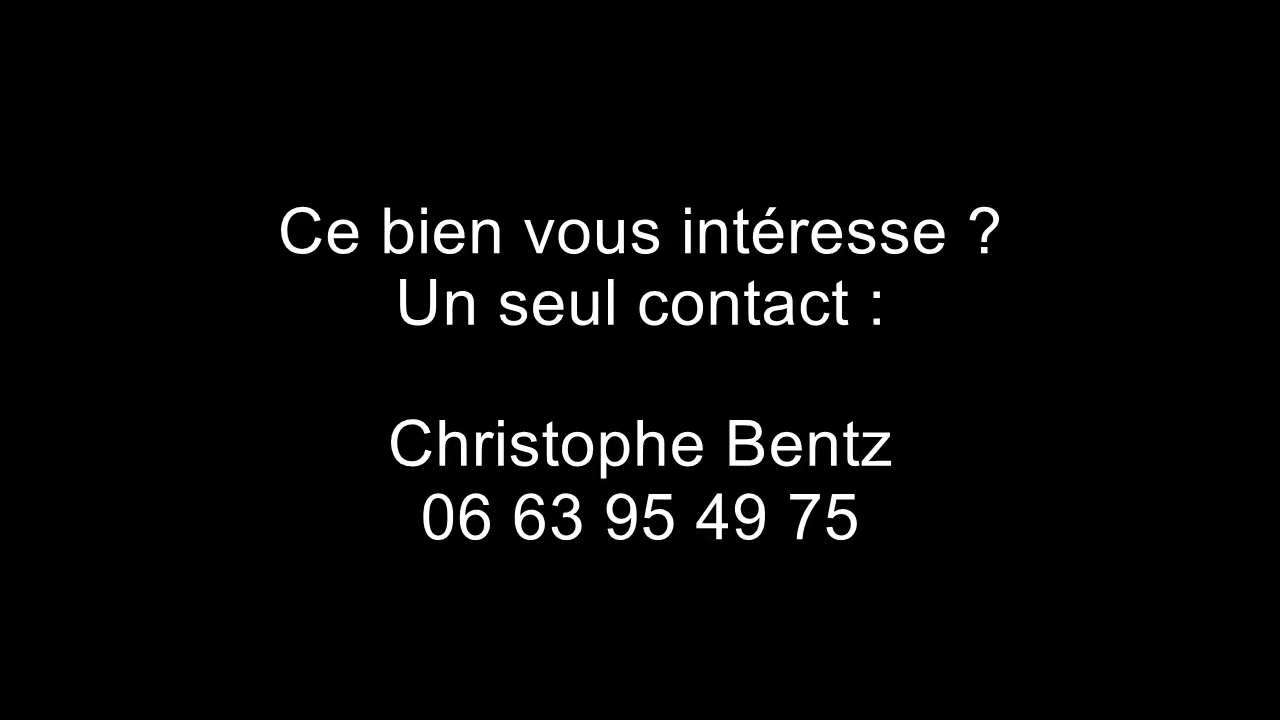 Ce bien vous intéresse ?
Un seul contact :
Christophe Bentz
06 63 95 49 75